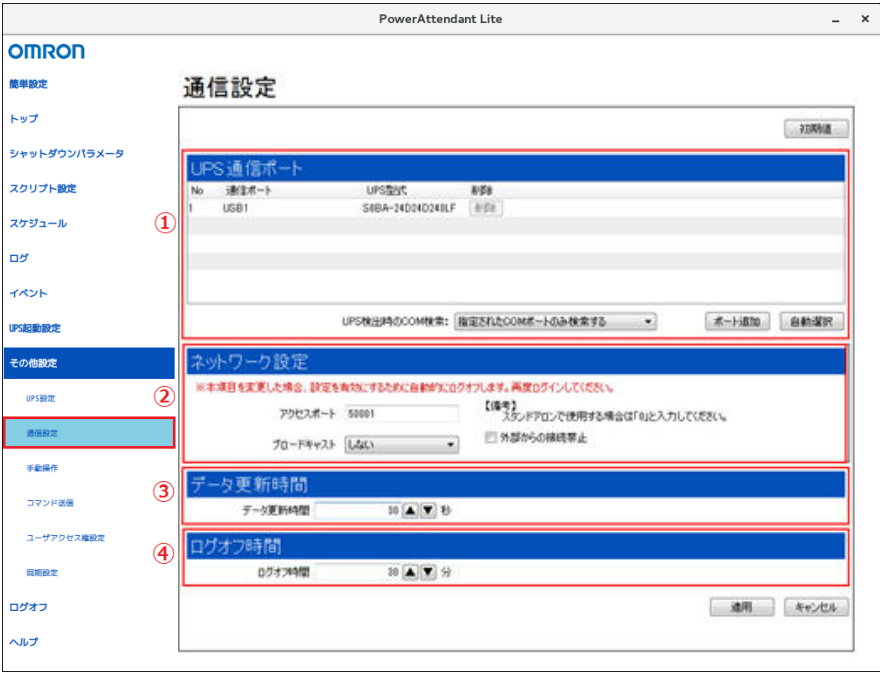 PowerAttendant Lite
OMRON
簡単設定
トップ
シャットダウンパラメータ
スクリプト設定
スケジュール
ログ
イベント
UPS起動設定
その他設定
UPS設定
通信設定
手動操作
コマンド送信
ユーザアクセス権設定
同期設定
ログオフ
ヘルプ
通信設定
初期値
①
UPS通信ポート
No 通信ポート UPS型式 削除
1 USB1 S8BA-24D24D240LF 削除
UPS検出時のCOM検索: 指定されたCOMポートのみ検索する ポート追加 自動選択
②
ネットワーク設定
※本項目を変更した場合、設定を有効にするために自動的にログオフします。再度ログインしてください。
アクセスポート 50001
【備考】
スタンドアロンで使用する場合は「0」と入力してください。
ブロードキャスト しない 外部からの接続禁止
③
データ更新時間
データ更新時間 30 ▲ ▼ 秒
④
ログオフ時間
ログオフ時間 30 ▲ ▼ 分
適用 キャンセル